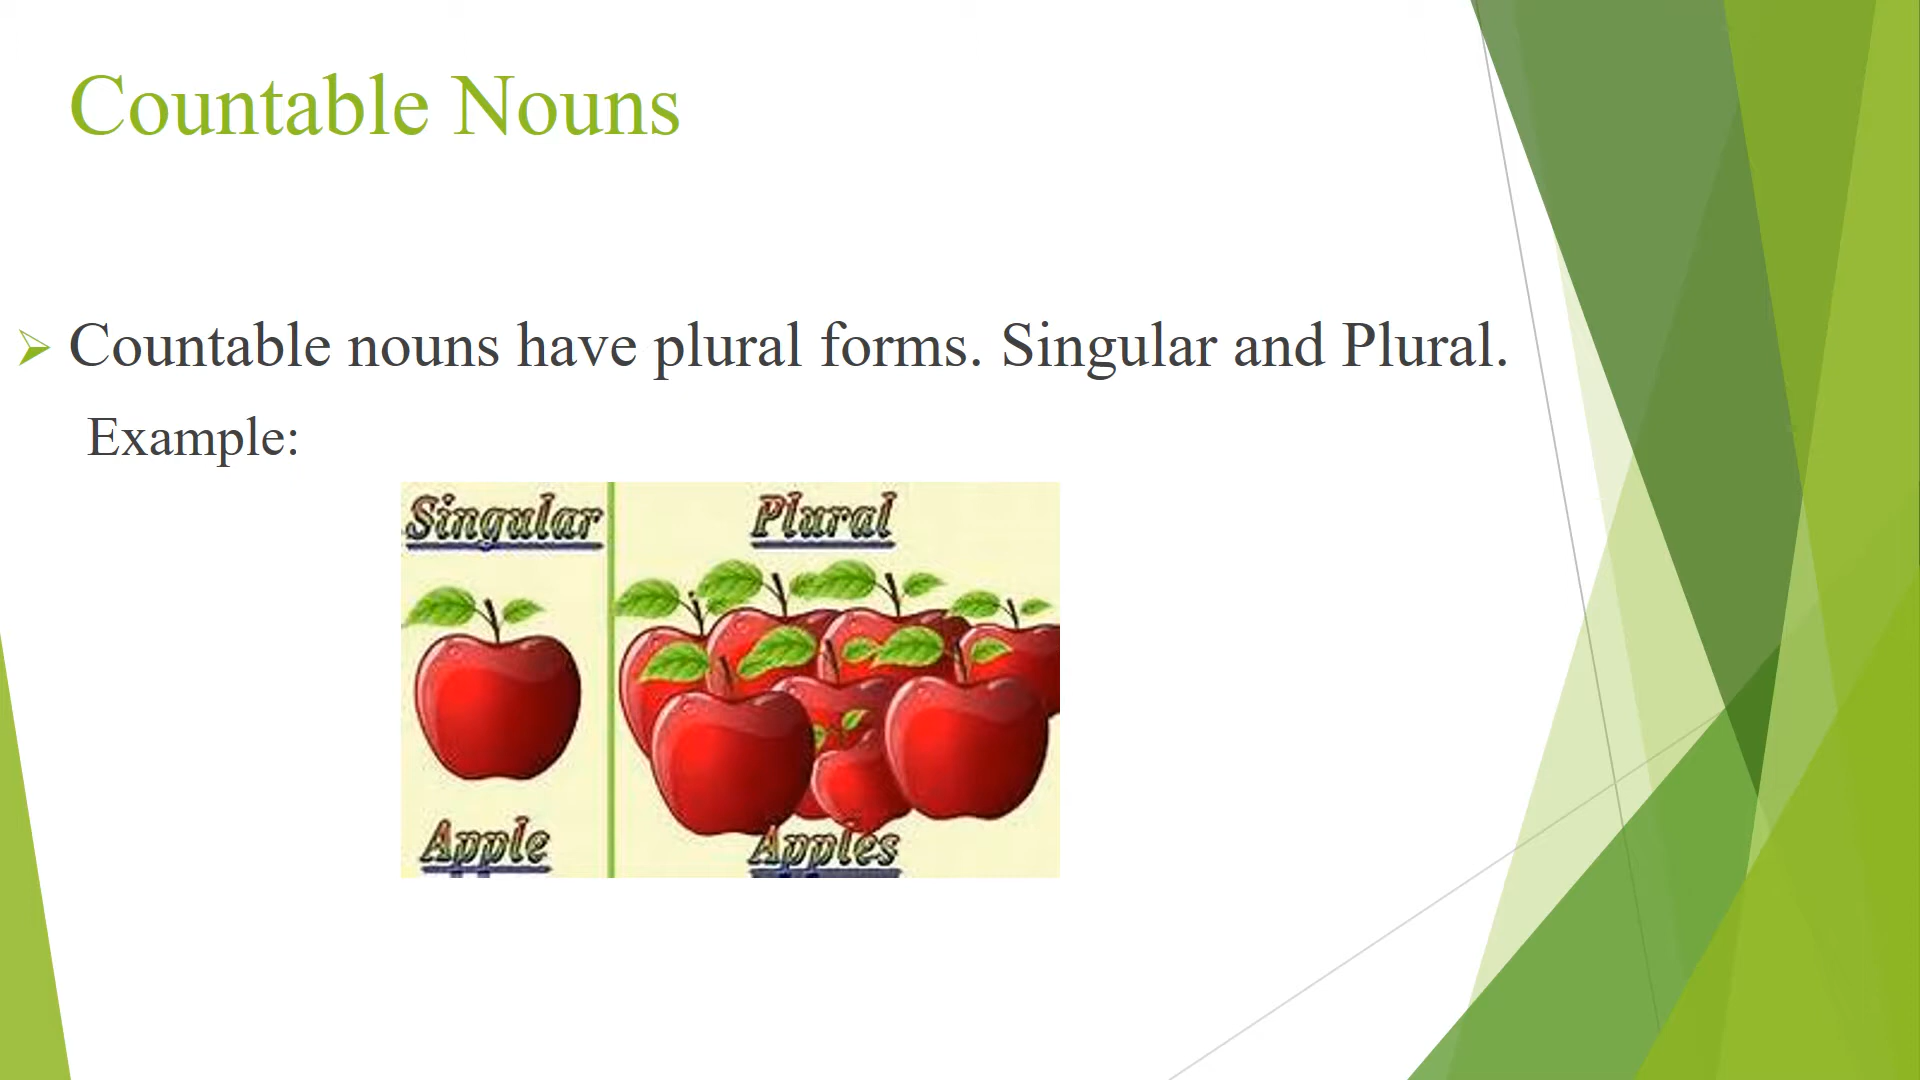 Countable Nouns
Countable nouns have plural forms. Singular and Plural.
Example:
Singular
Plural
Apple
Apples